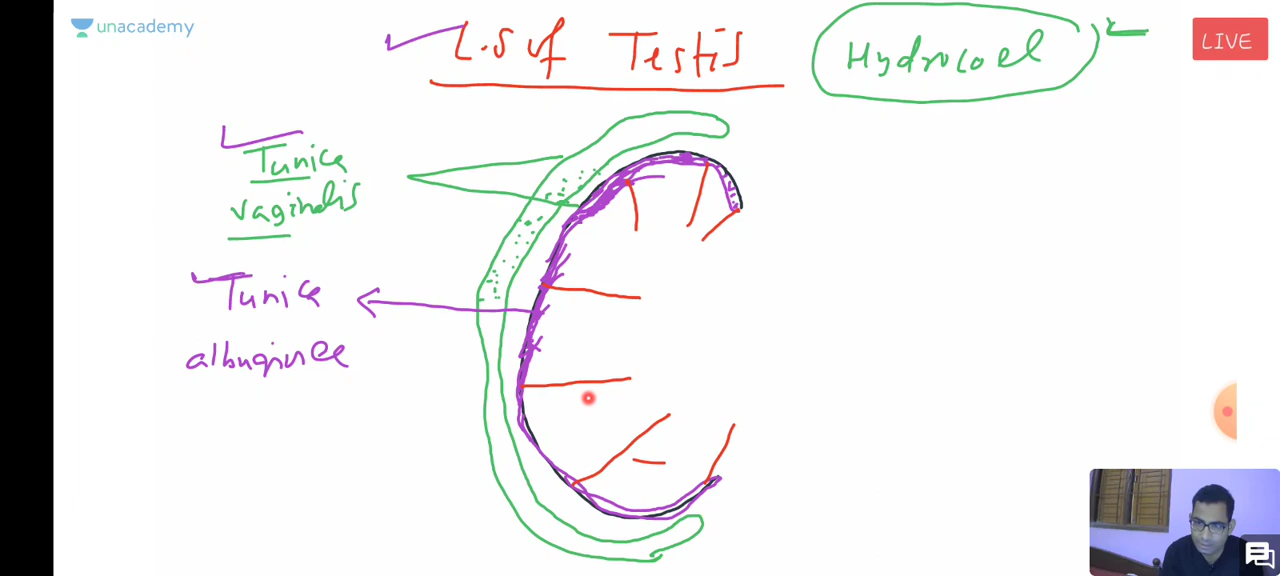 unacademy
L.S of Testis
Hydrocoel
LIVE
Tunica
vaginalis
Tunica
albuginee